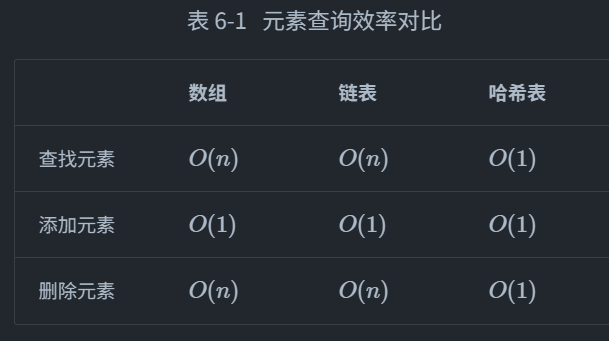 表 6-1 元素查询效率对比
数组 链表 哈希表
查找元素 O(n) O(n) O(1)
添加元素 O(1) O(1) O(1)
删除元素 O(n) O(n) O(1)